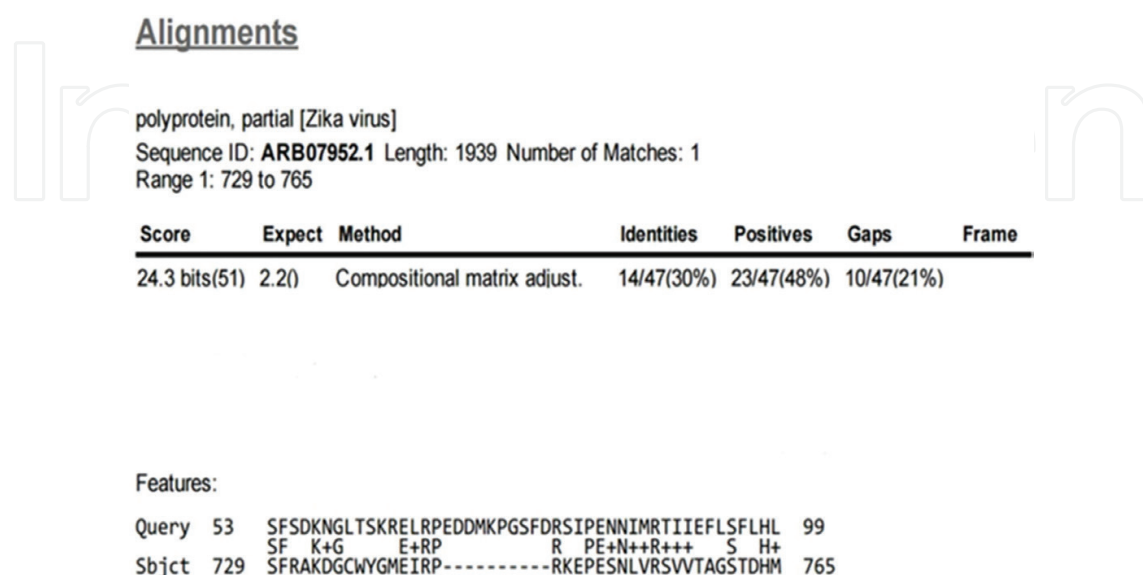 Alignments
polyprotein, partial [Zika virus]
Sequence ID: ARB07952.1 Length: 1939 Number of Matches: 1
Range 1: 729 to 765
Score Expect Method Identities Positives Gaps Frame
24.3 bits(51) 2.2() Compositional matrix adjust. 14/47(30%) 23/47(48%) 10/47(21%)
Features:
Query 53 SFSDKNGLTSKRELRPEDDMKPGSFDRSIPENNIMRTIIEFLSFLHL 99
SF  K+G     E+RP          R  PE+N++R+++   S  H+
Sbjct 729 SFRAKDGCWYGMEIRP----------RKEPESNLVRSVVTAGSTDHM 765